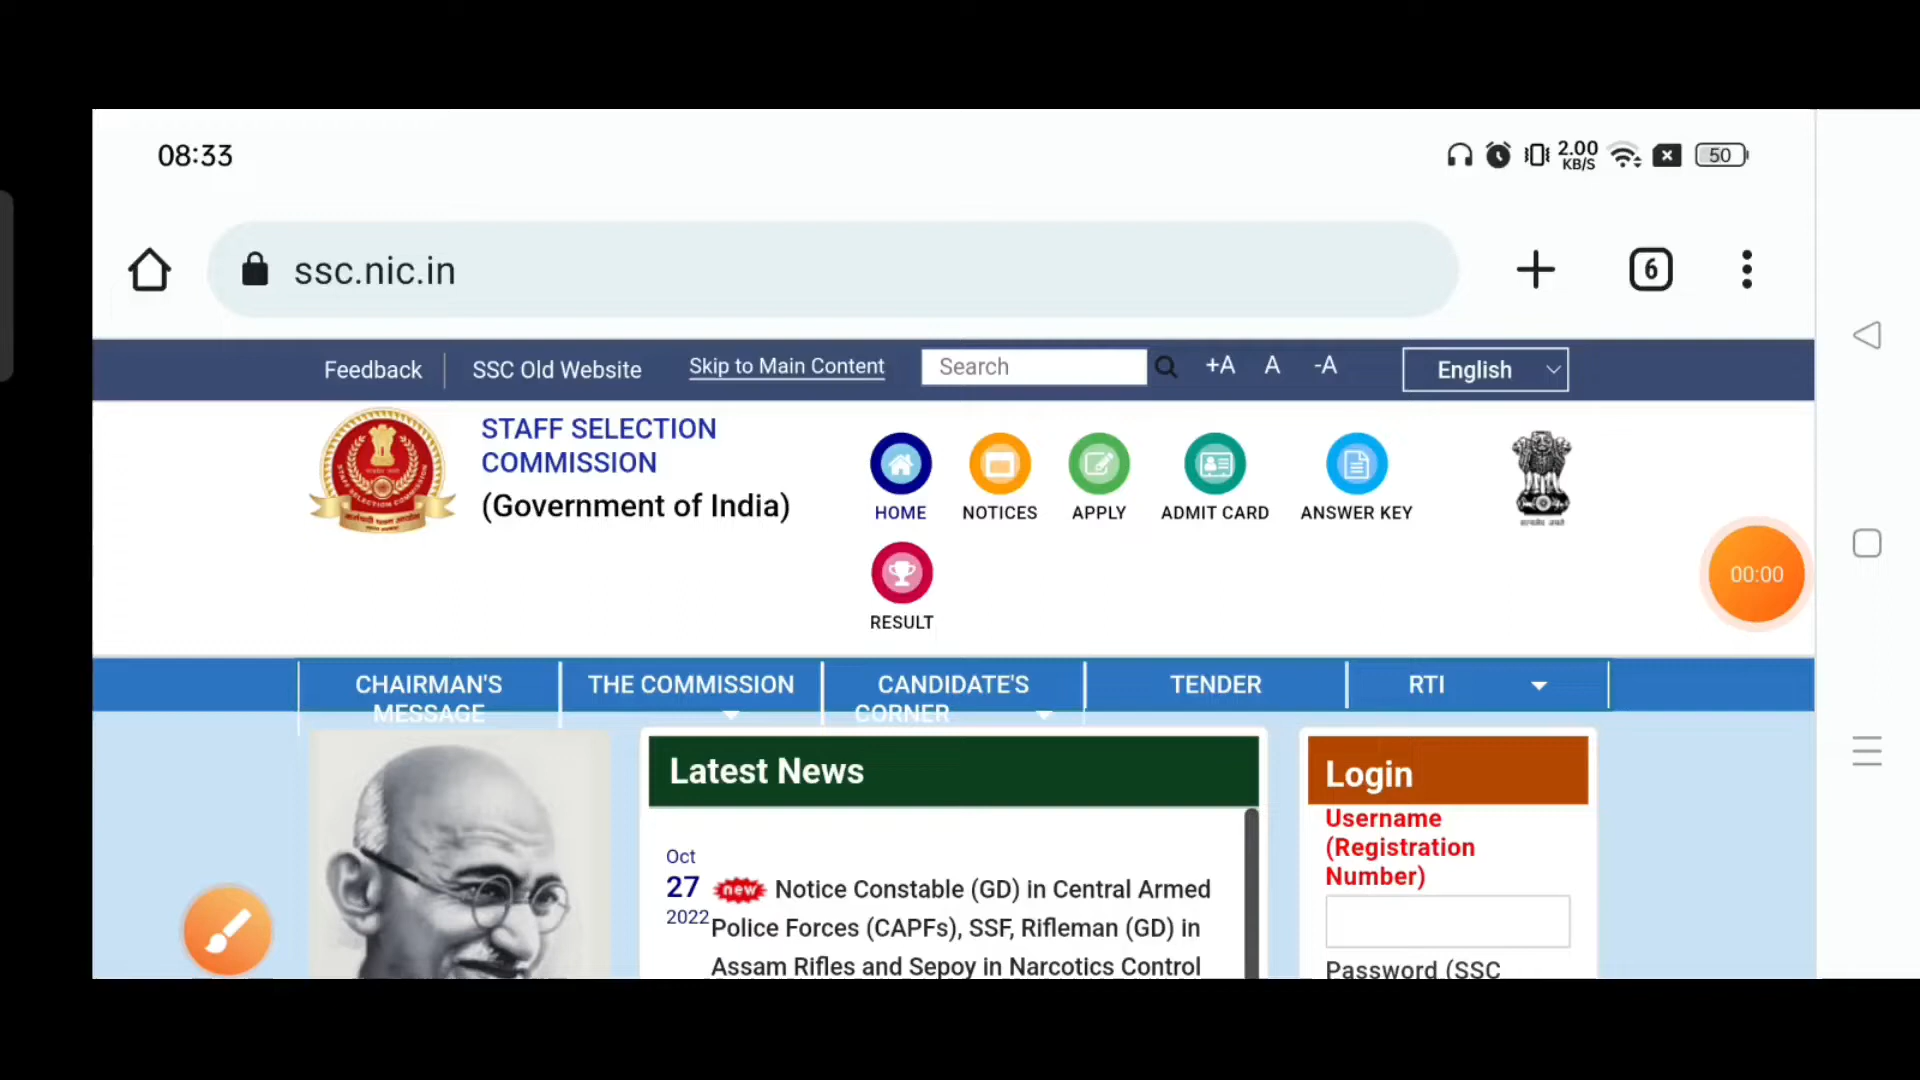 08:33
2.00
KB/S
50
ssc.nic.in
6
Feedback
SSC Old Website
Skip to Main Content
Search
+A
A
-A
English
STAFF SELECTION
COMMISSION
(Government of India)
HOME
NOTICES
APPLY
ADMIT CARD
ANSWER KEY
RESULT
00:00
CHAIRMAN'S
MESSAGE
THE COMMISSION
CANDIDATE'S
CORNER
TENDER
RTI
Latest News
Oct
27
2022
new
Notice Constable (GD) in Central Armed
Police Forces (CAPFs), SSF, Rifleman (GD) in
Assam Rifles and Sepoy in Narcotics Control
Login
Username
(Registration
Number)
Password (SSC